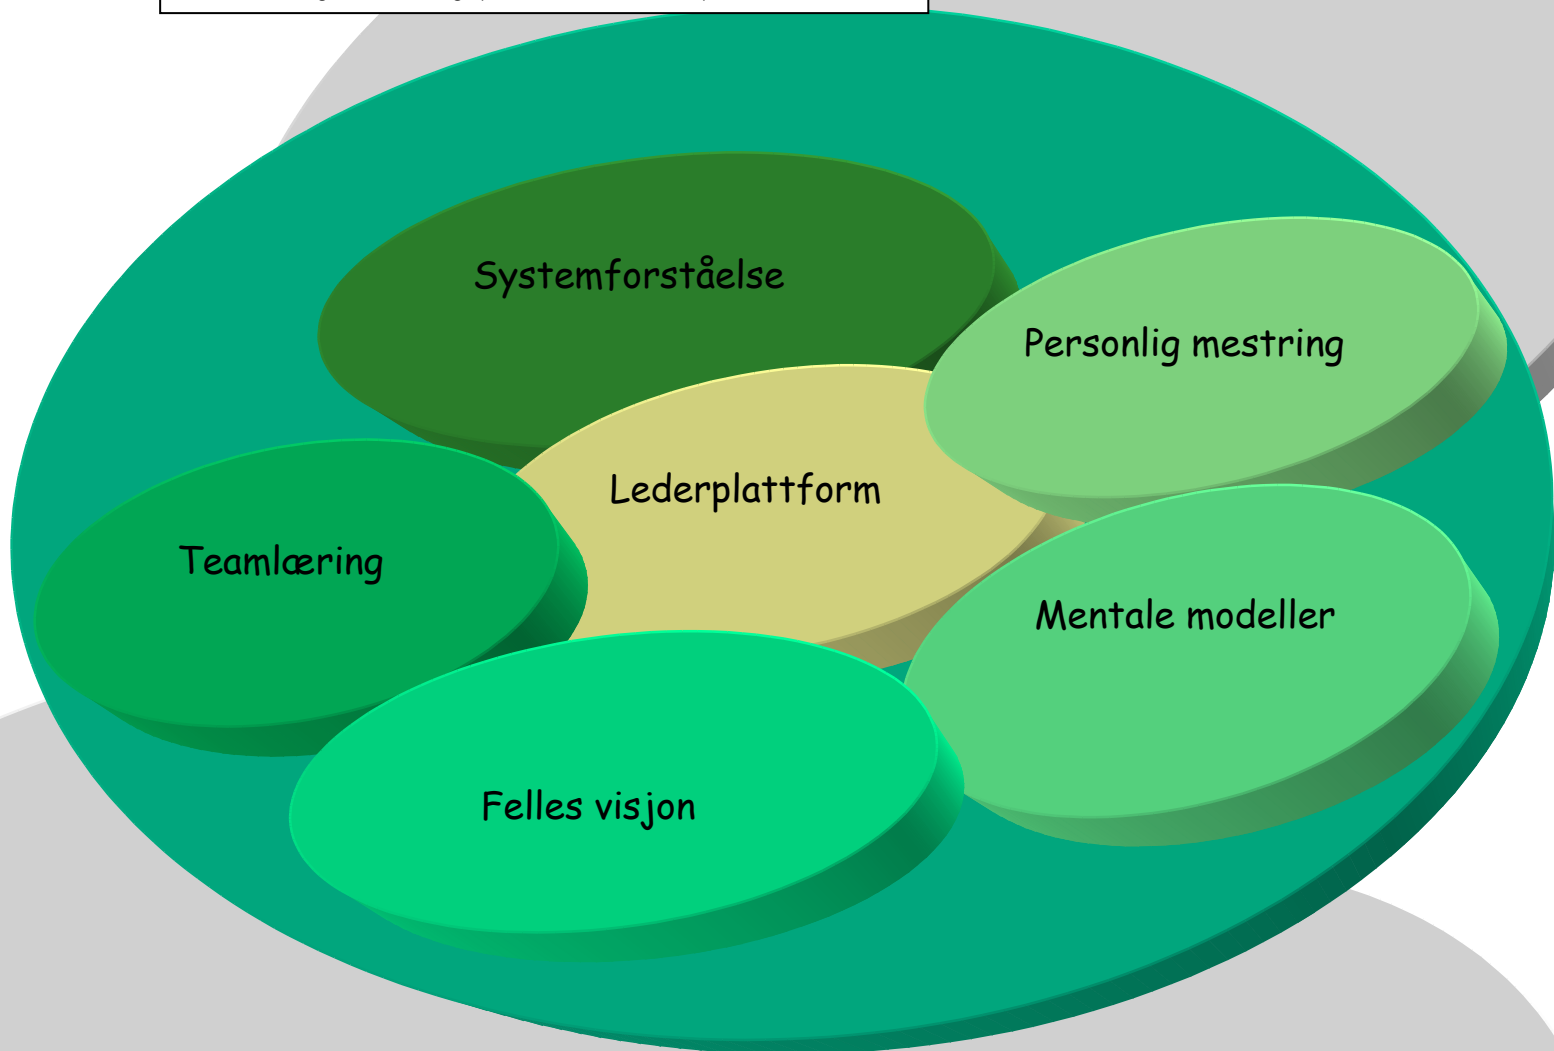 Systemforståelse
Personlig mestring
Lederplattform
Teamlæring
Mentale modeller
Felles visjon